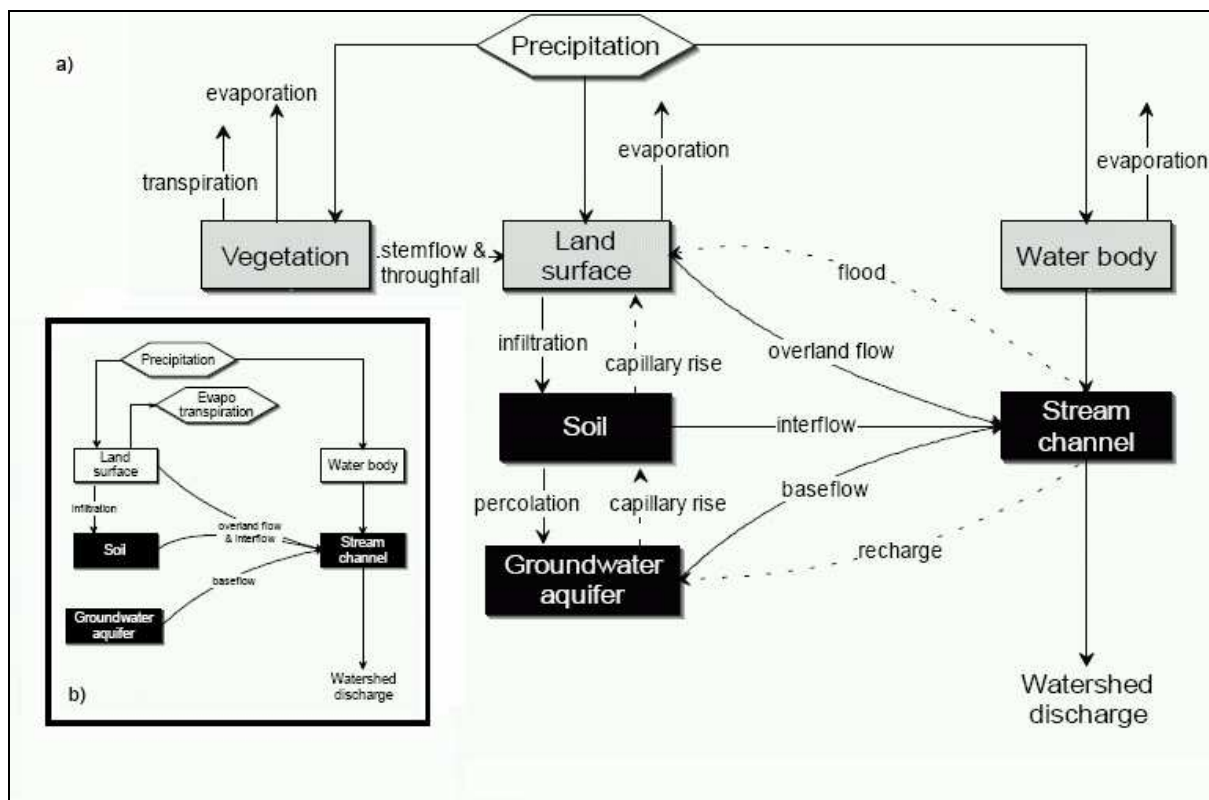 a)
Precipitation
evaporation
transpiration
evaporation
evaporation
Vegetation
stemflow &
throughfall
Land
surface
Water body
flood
infiltration
capillary rise
overland flow
Soil
interflow
Stream
channel
percolation
capillary rise
baseflow
Groundwater
aquifer
recharge
Watershed
discharge
Precipitation
Evapo
transpiration
Land
surface
Water body
infiltration
Soil
overland flow
& interflow
Stream
channel
baseflow
Groundwater
aquifer
Watershed
discharge
b)